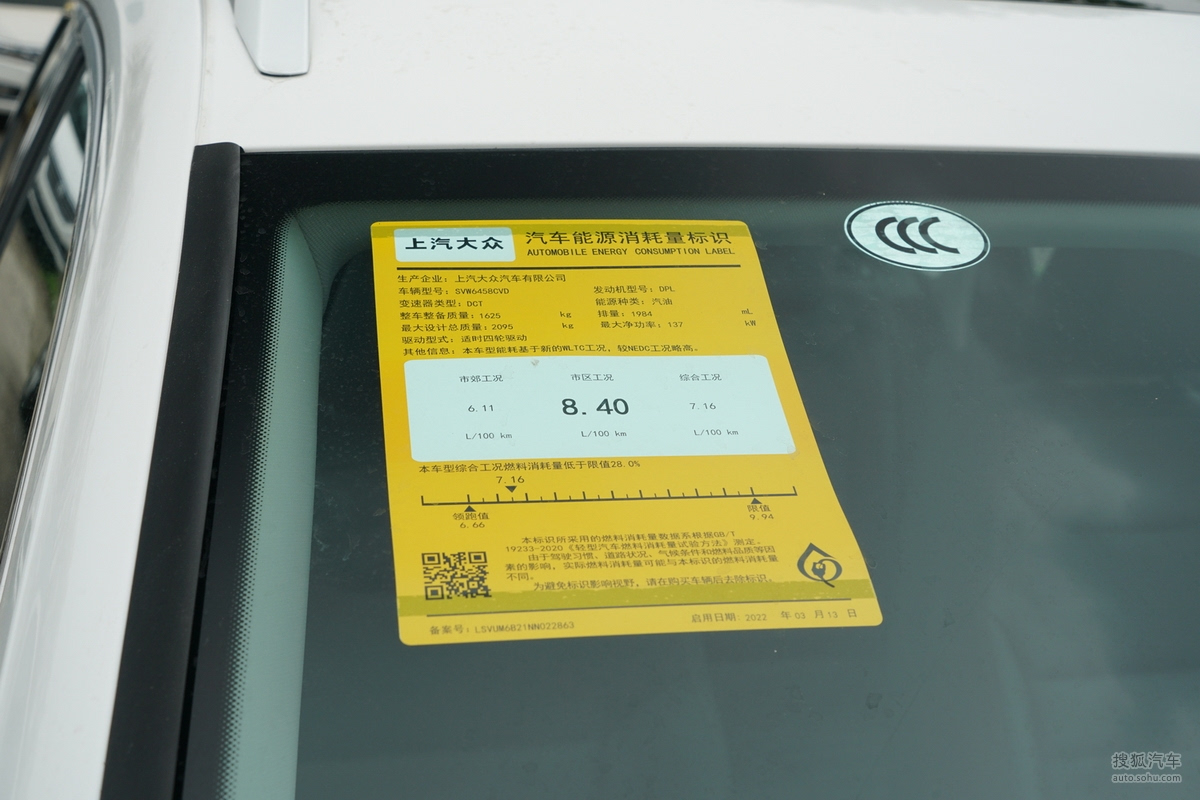 上汽大众
汽车能源消耗量标识
AUTOMOBILE ENERGY CONSUMPTION LABEL
生产企业: 上汽大众汽车有限公司
车辆型号: SVW6458CVD 发动机型号: DPL
变速器类型: DCT 能源种类: 汽油
整车整备质量: 1625 kg 排量: 1984 mL
最大设计总质量: 2095 kg 最大净功率: 137 kW
驱动型式: 适时四轮驱动
其他信息: 本车型能耗基于新的WLTC工况, 较NEDC工况略高。
市郊工况 市区工况 综合工况
6.11 8.40 7.16
L/100 km L/100 km L/100 km
本车型综合工况燃料消耗量低于限值28.0%
7.16
领跑值 限值
6.66 9.94
本标识所采用的燃料消耗量数据系根据GB/T
19233-2020《轻型汽车燃料消耗量试验方法》测定。
由于驾驶习惯、道路状况、气候条件和燃料品质等因
素的影响, 实际燃料消耗量可能与本标识的燃料消耗量
不同。
为避免标识影响视野, 请在购买车辆后去除标识。
备案号: LSVUM6B21NN022863 启用日期: 2022 年 03 月 13 日
CCC
搜狐汽车
auto.sohu.com